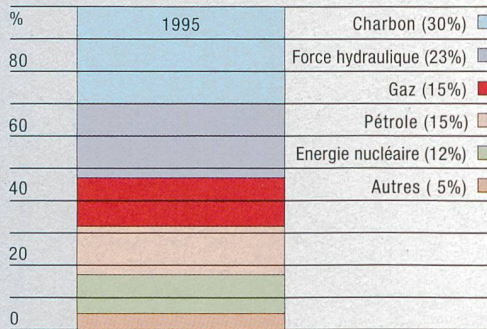 %
1995
Charbon (30%)
80
Force hydraulique (23%)
Gaz (15%)
60
Pétrole (15%)
Energie nucléaire (12%)
40
Autres ( 5%)
20
0